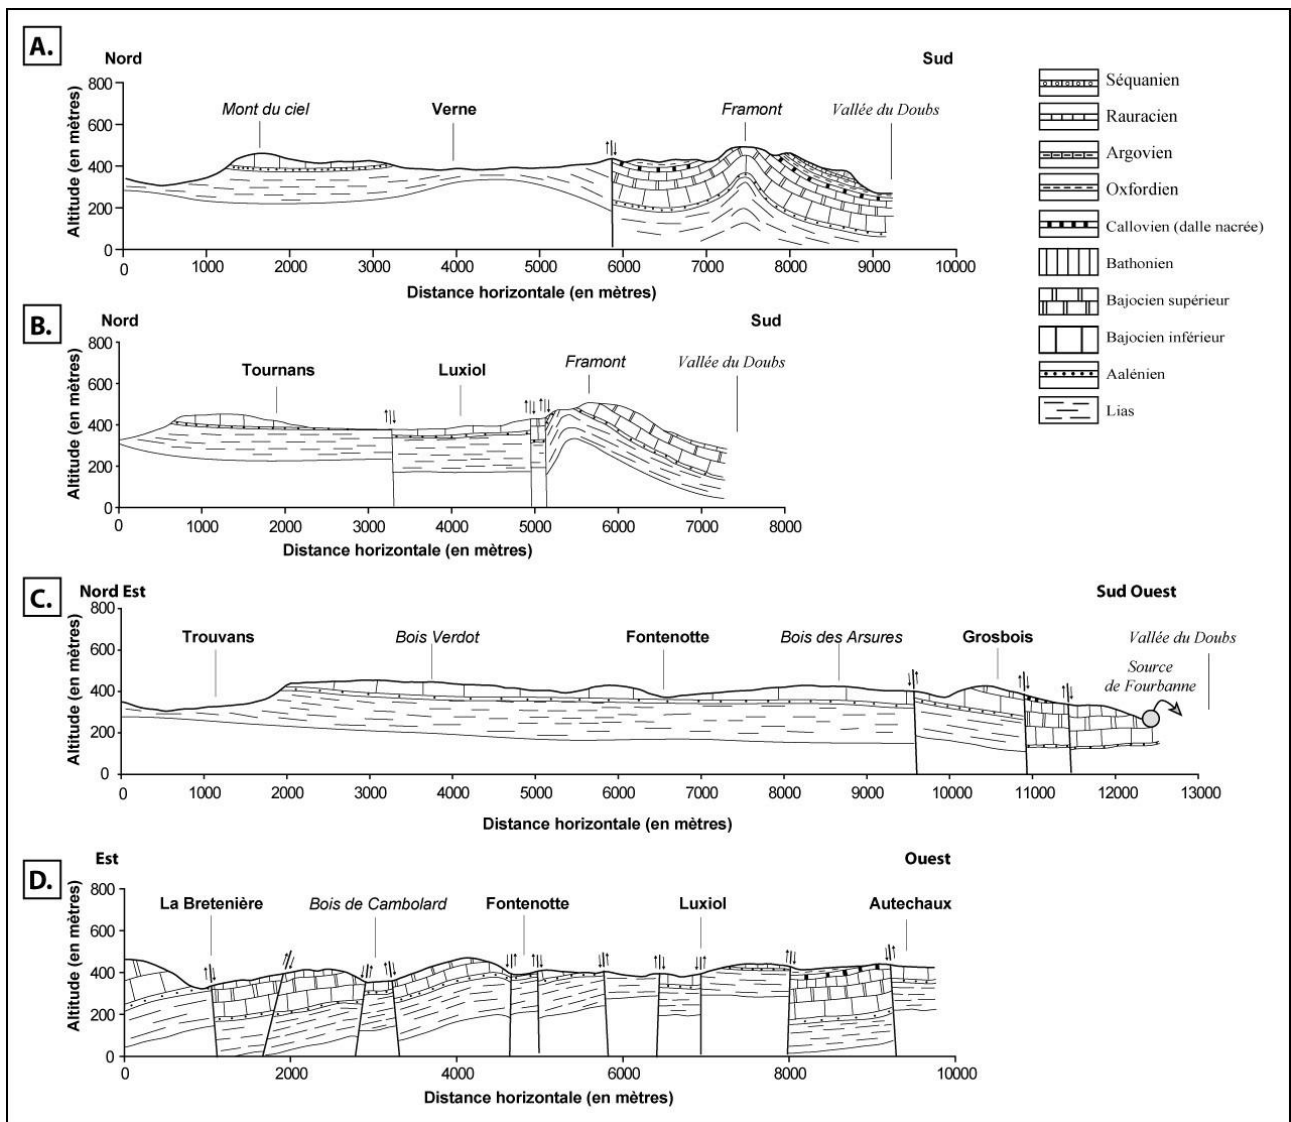 A.
Nord Sud
Mont du ciel Verne Framont Vallée du Doubs
Altitude (en mètres)
800
600
400
200
0
0 1000 2000 3000 4000 5000 6000 7000 8000 9000 10000
Distance horizontale (en mètres)
Séquanien
Rauracien
Argovien
Oxfordien
Callovien (dalle nacrée)
Bathonien
Bajocien supérieur
Bajocien inférieur
Aalénien
Lias
B.
Nord Sud
Tournans Luxiol Framont Vallée du Doubs
Altitude (en mètres)
800
600
400
200
0
0 1000 2000 3000 4000 5000 6000 7000 8000
Distance horizontale (en mètres)
C.
Nord Est Sud Ouest
Trouvans Bois Verdot Fontenotte Bois des Arsures Grosbois Vallée du Doubs
Source
de Fourbanne
Altitude (en mètres)
800
600
400
200
0
0 1000 2000 3000 4000 5000 6000 7000 8000 9000 10000 11000 12000 13000
Distance horizontale (en mètres)
D.
Est Ouest
La Bretenière Bois de Cambolard Fontenotte Luxiol Autechaux
Altitude (en mètres)
800
600
400
200
0
0 2000 4000 6000 8000 10000
Distance horizontale (en mètres)